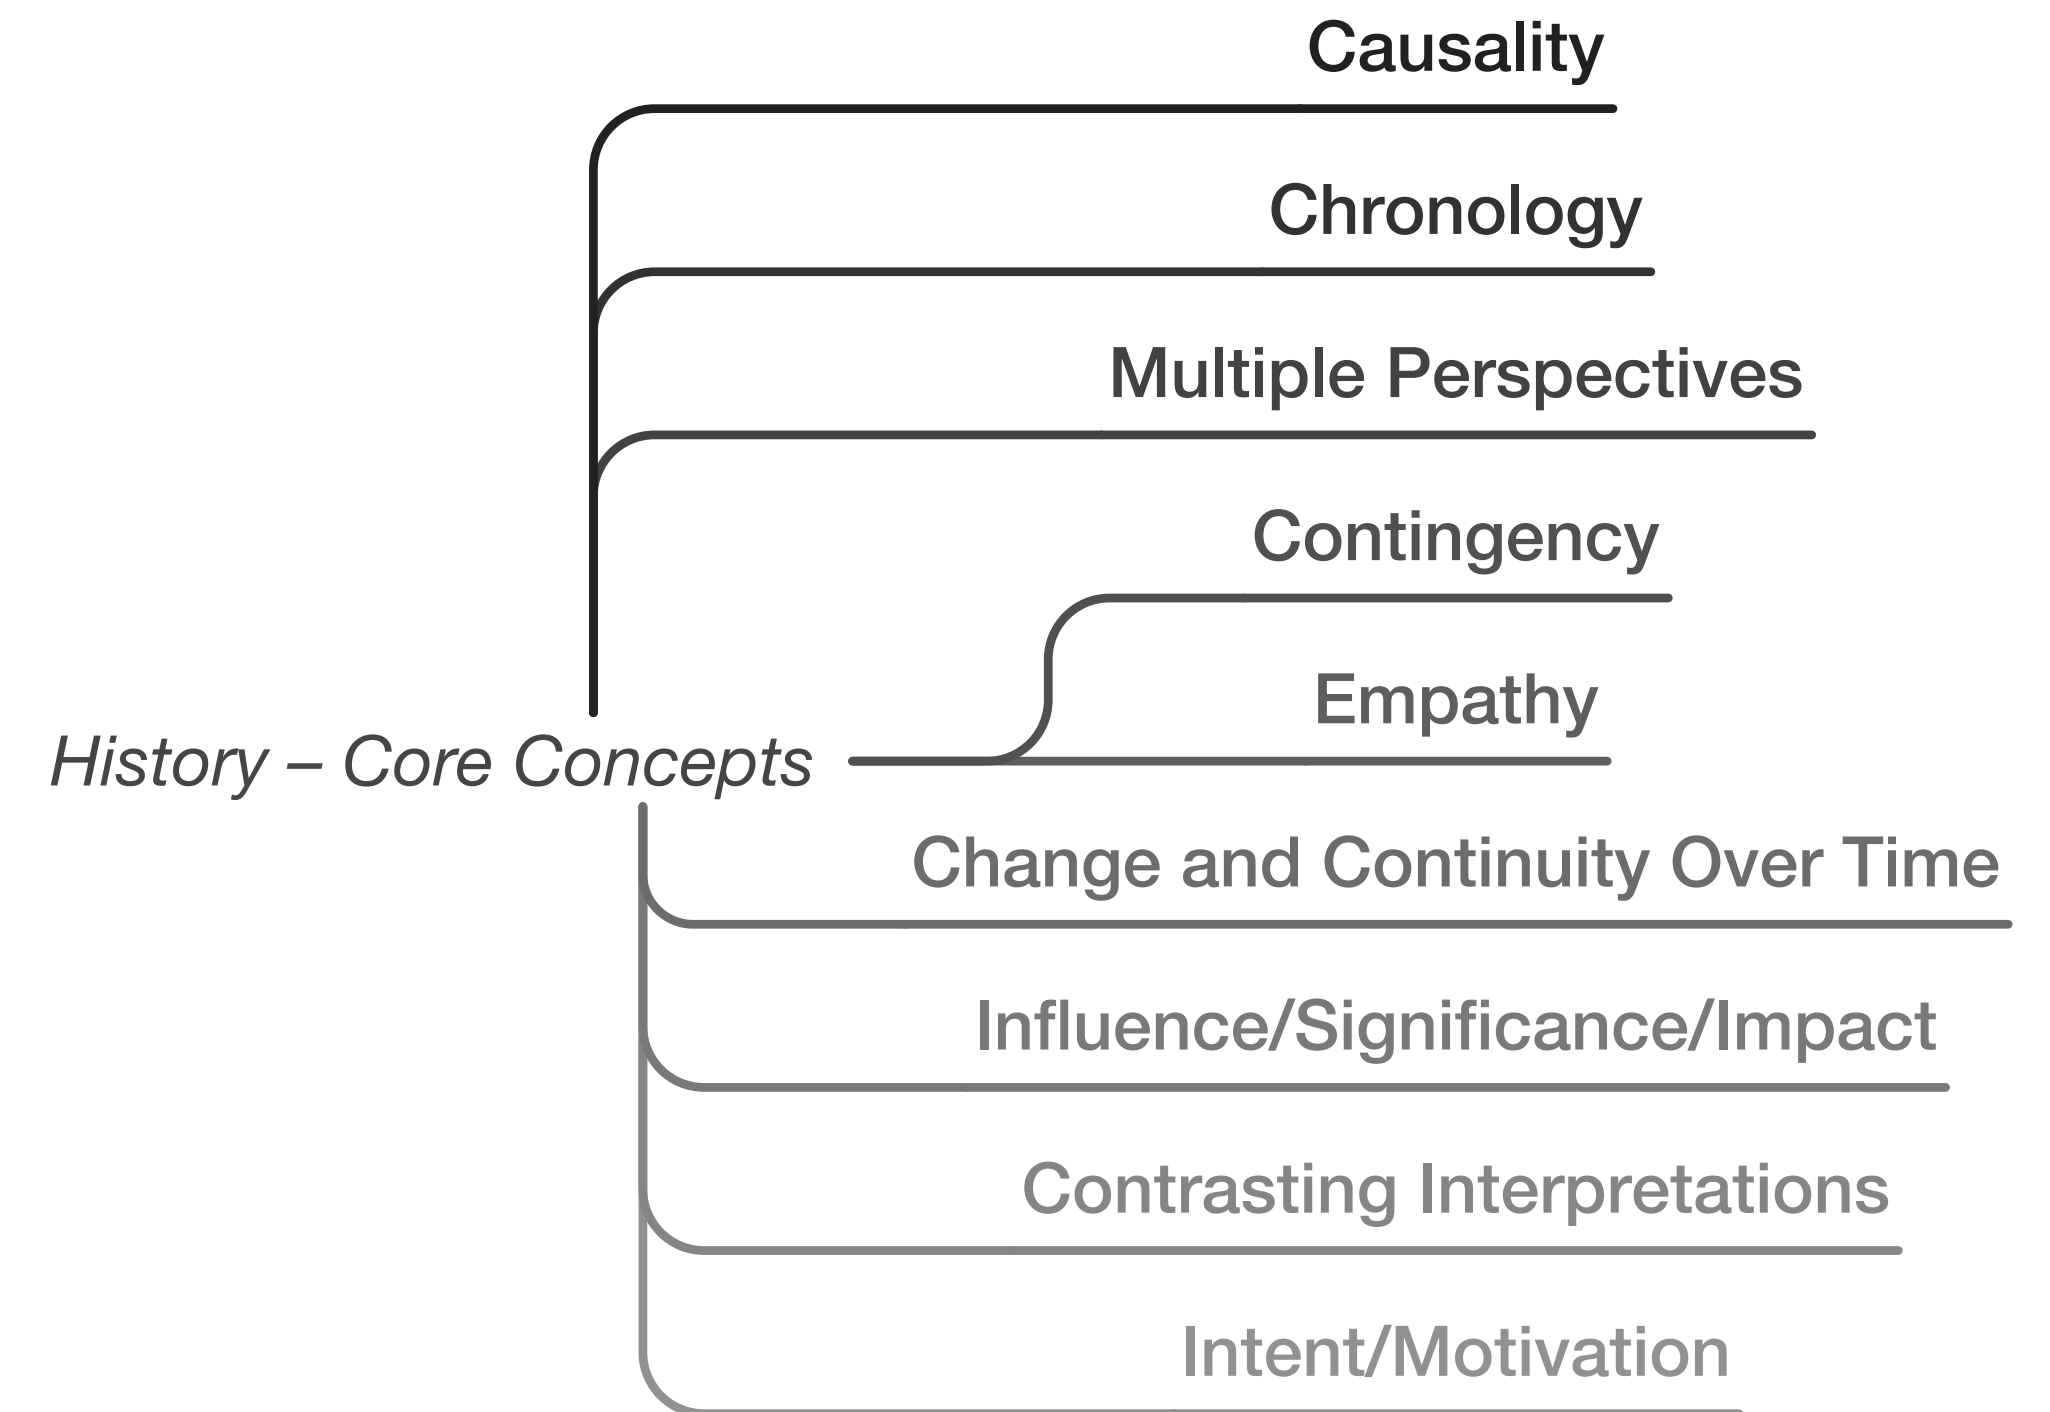 Causality
Chronology
Multiple Perspectives
Contingency
Empathy
History – Core Concepts
Change and Continuity Over Time
Influence/Significance/Impact
Contrasting Interpretations
Intent/Motivation